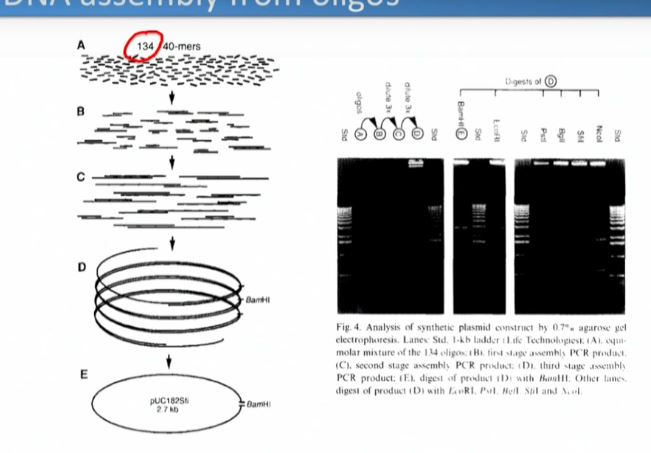 DNA assembly from oligos
A
134 40-mers
B
C
D
BamHI
E
pUC182Sfi
2.7 kb
BamHI
Digests of D
Std
oligos
A
B
dilute 3x
C
dilute 3x
D
Std
BamHI E
Std
EcoRI
Std
PstI
BglI
SfiI
NcoI
Std
Fig. 4. Analysis of synthetic plasmid construct by 0.7% agarose gel
electrophoresis. Lanes: Std, 1-kb ladder (Life Technologies); (A), equi-
molar mixture of the 134 oligos; (B), first stage assembly PCR product;
(C), second stage assembly PCR product; (D), third stage assembly
PCR product; (E), digest of product (D) with BamHI. Other lanes,
digest of product (D) with EcoRI, PstI, BglI, SfiI and NcoI.